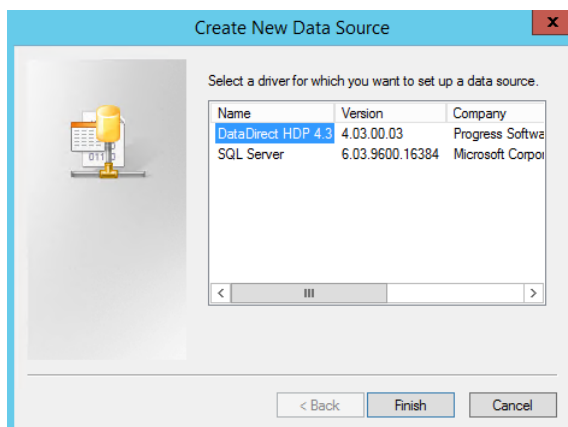 Create New Data Source
x
Select a driver for which you want to set up a data source.
Name Version Company
DataDirect HDP 4.3 4.03.00.03 Progress Softwa
SQL Server 6.03.9600.16384 Microsoft Corpor
< Back Finish Cancel